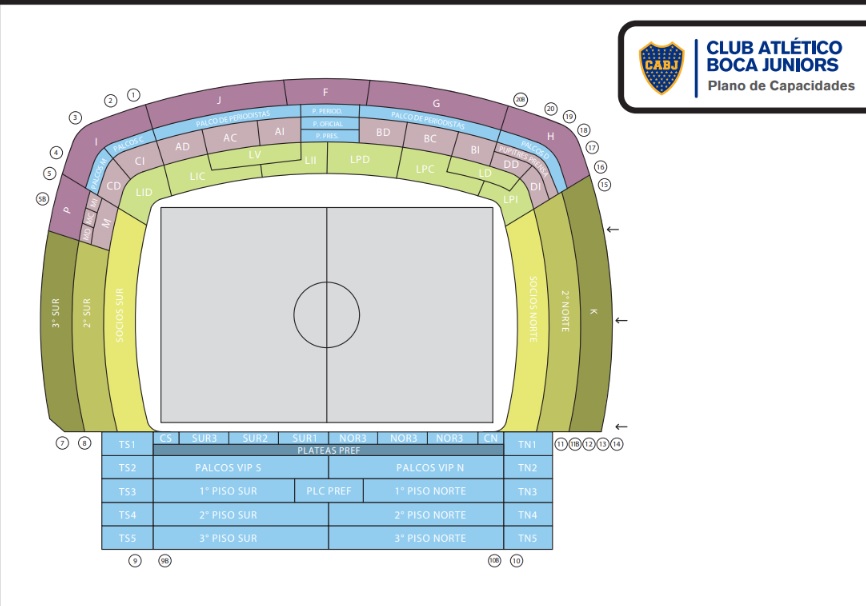 CABJ
CLUB ATLÉTICO
BOCA JUNIORS
Plano de Capacidades
1
2
3
4
5
5B
20B
20
19
18
17
16
15
J
F
G
H
I
P
PALCO DE PERIODISTAS
P. OFICIAL
P. PRES.
PALCO DE PERIODISTAS
PALCOS C
PALCOS M
CI
AD
AC
AI
BD
BC
BI
DD
DI
CD
LID
LIC
LV
LII
LPD
LPC
LD
LPI
M
3° SUR
2° SUR
SOCIOS SUR
SOCIOS NORTE
2° NORTE
K
←
←
←
7
8
11
11B
12
13
14
TS1
CS
SUR3
SUR2
SUR1
NOR3
NOR3
NOR3
CN
TN1
PLATEAS PREF
TS2
PALCOS VIP S
PALCOS VIP N
TN2
TS3
1° PISO SUR
PLC PREF
1° PISO NORTE
TN3
TS4
2° PISO SUR
2° PISO NORTE
TN4
TS5
3° PISO SUR
3° PISO NORTE
TN5
9
9B
10B
10